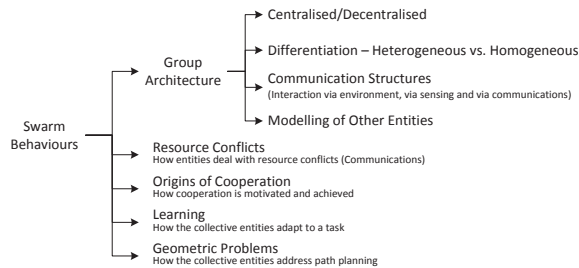 Centralised/Decentralised
Differentiation – Heterogeneous vs. Homogeneous
Group
Architecture
Communication Structures
(Interaction via environment, via sensing and via communications)
Modelling of Other Entities
Swarm
Behaviours
Resource Conflicts
How entities deal with resource conflicts (Communications)
Origins of Cooperation
How cooperation is motivated and achieved
Learning
How the collective entities adapt to a task
Geometric Problems
How the collective entities address path planning